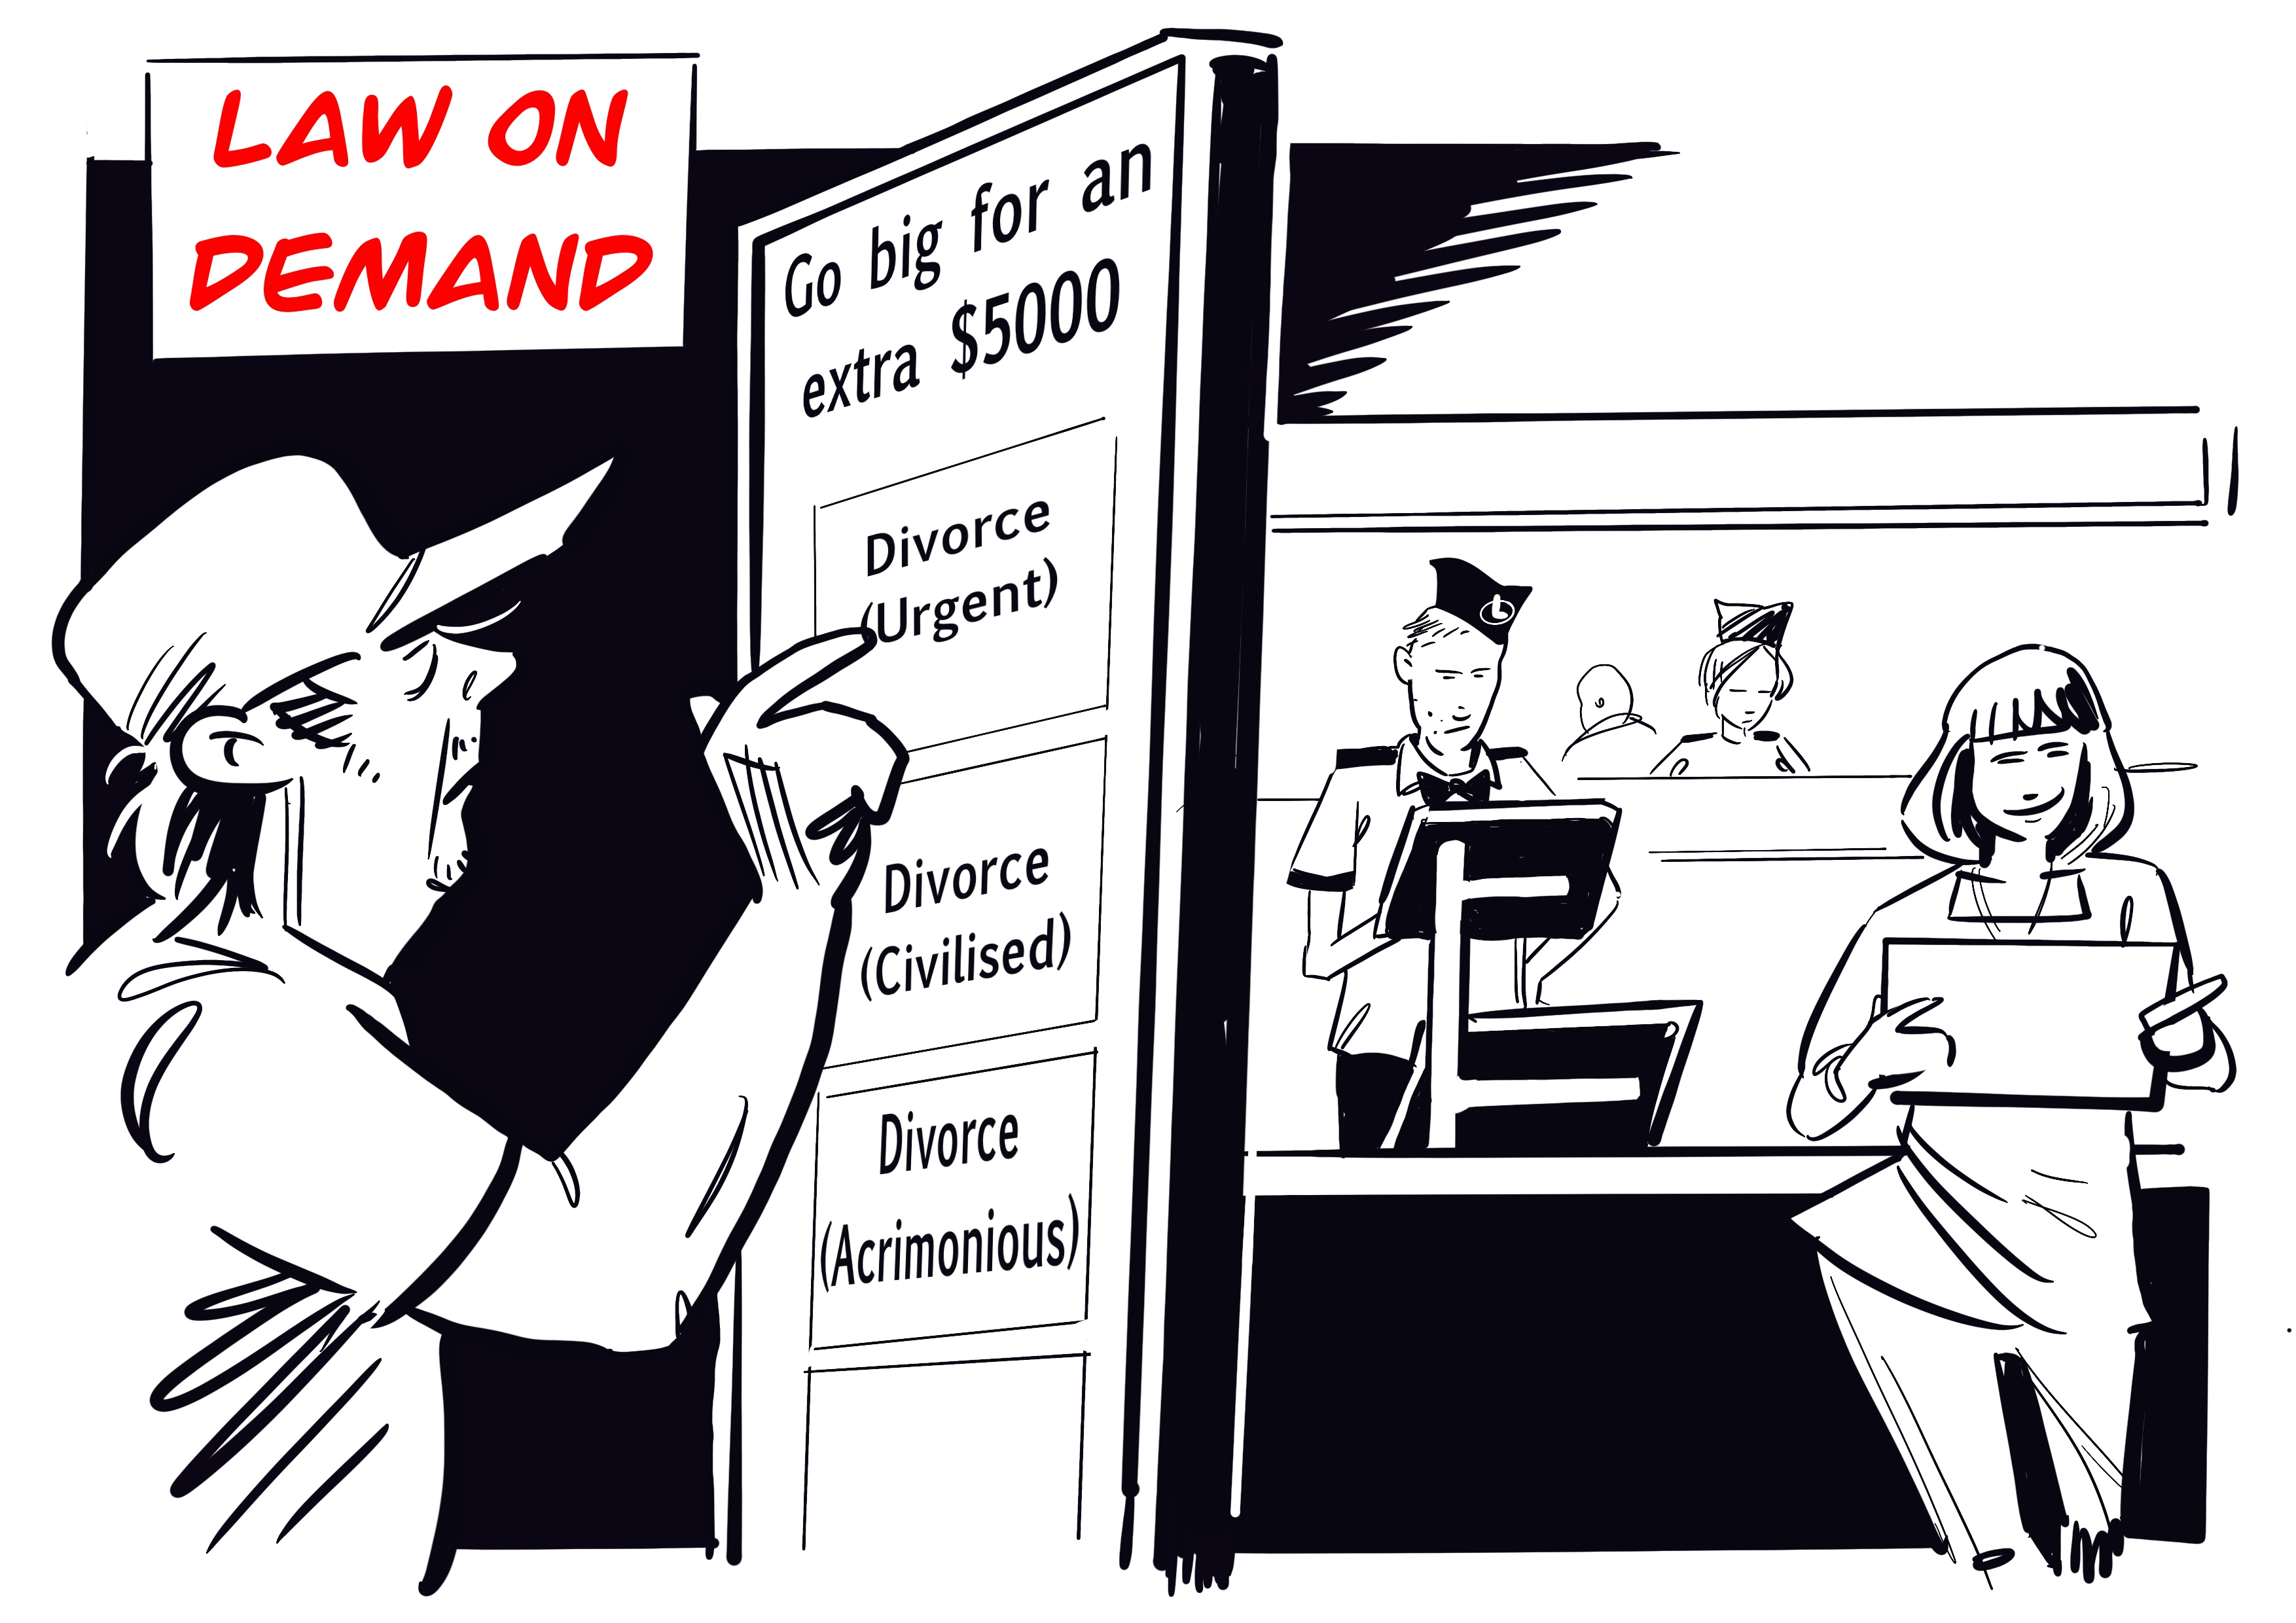 LAW ON
DEMAND
Go big for an
extra $5000
Divorce
(Urgent)
Divorce
(Civilised)
Divorce
(Acrimonious)